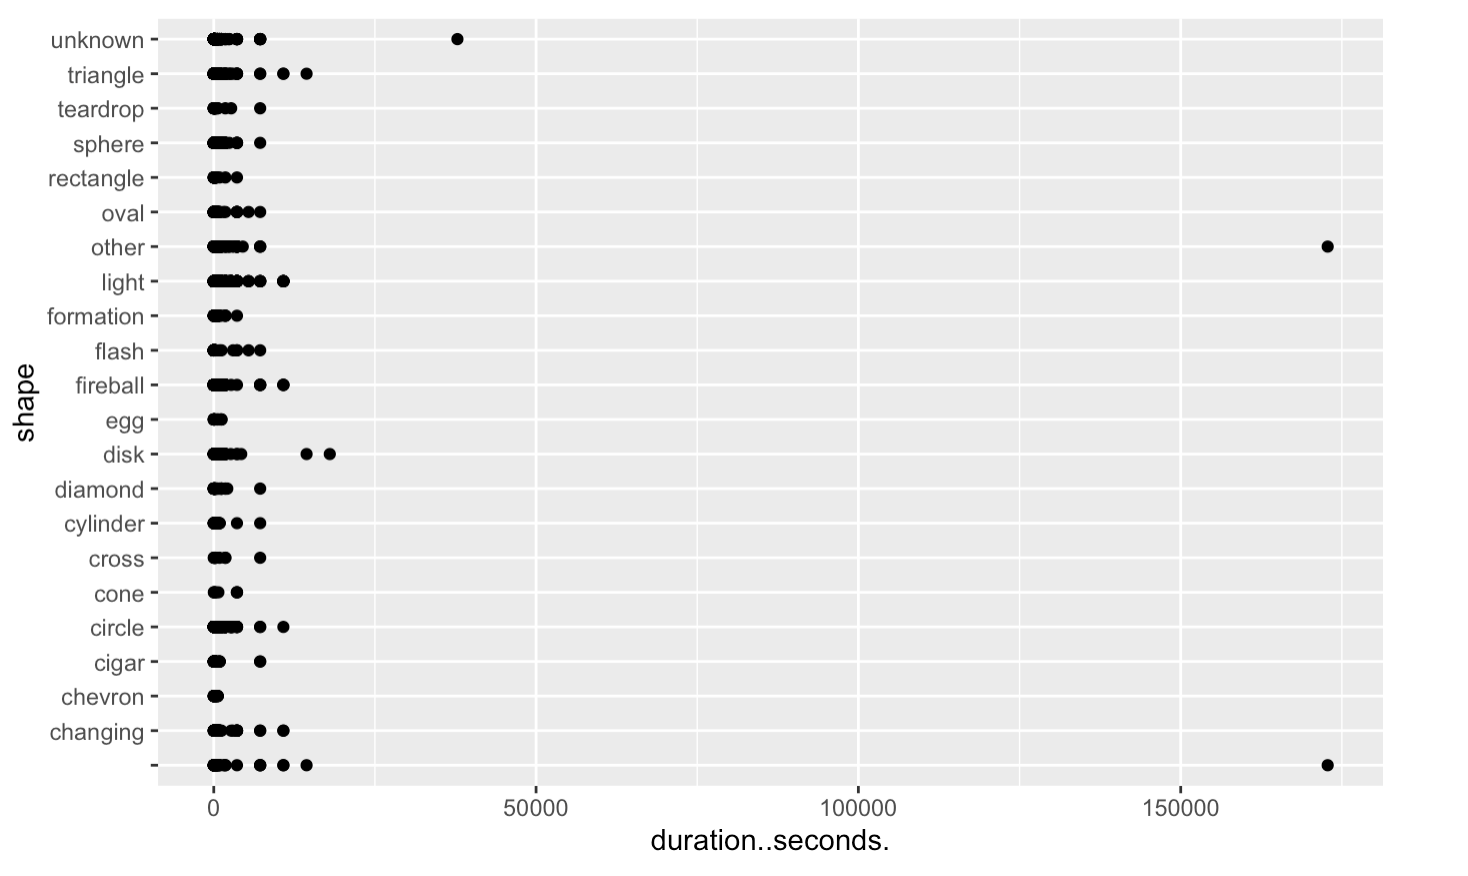 unknown
triangle
teardrop
sphere
rectangle
oval
other
light
formation
flash
fireball
egg
disk
diamond
cylinder
cross
cone
circle
cigar
chevron
changing
shape
0 50000 100000 150000
duration..seconds.